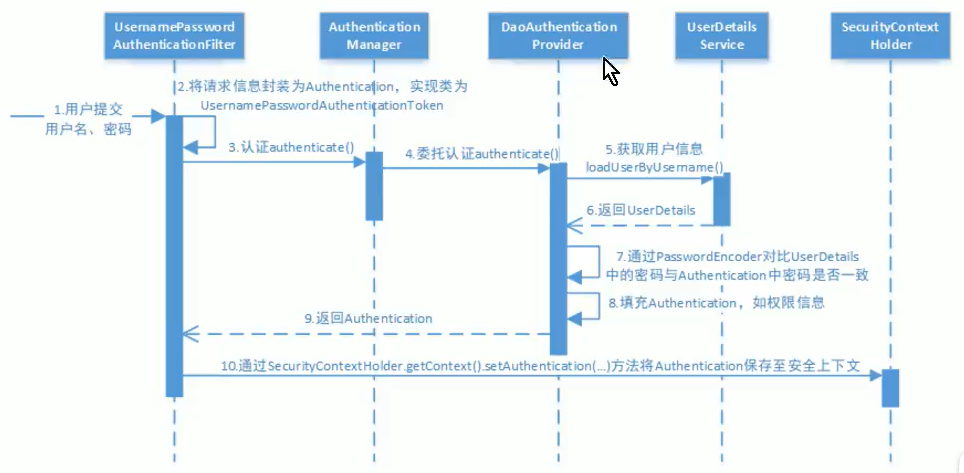 UsernamePassword
AuthenticationFilter
Authentication
Manager
DaoAuthentication
Provider
UserDetails
Service
SecurityContext
Holder
1.用户提交
用户名、密码
2.将请求信息封装为Authentication，实现类为
UsernamePasswordAuthenticationToken
3.认证authenticate()
4.委托认证authenticate()
5.获取用户信息
loadUserByUsername()
6.返回UserDetails
7.通过PasswordEncoder对比UserDetails
中的密码与Authentication中密码是否一致
8.填充Authentication，如权限信息
9.返回Authentication
10.通过SecurityContextHolder.getContext().setAuthentication(...)方法将Authentication保存至安全上下文